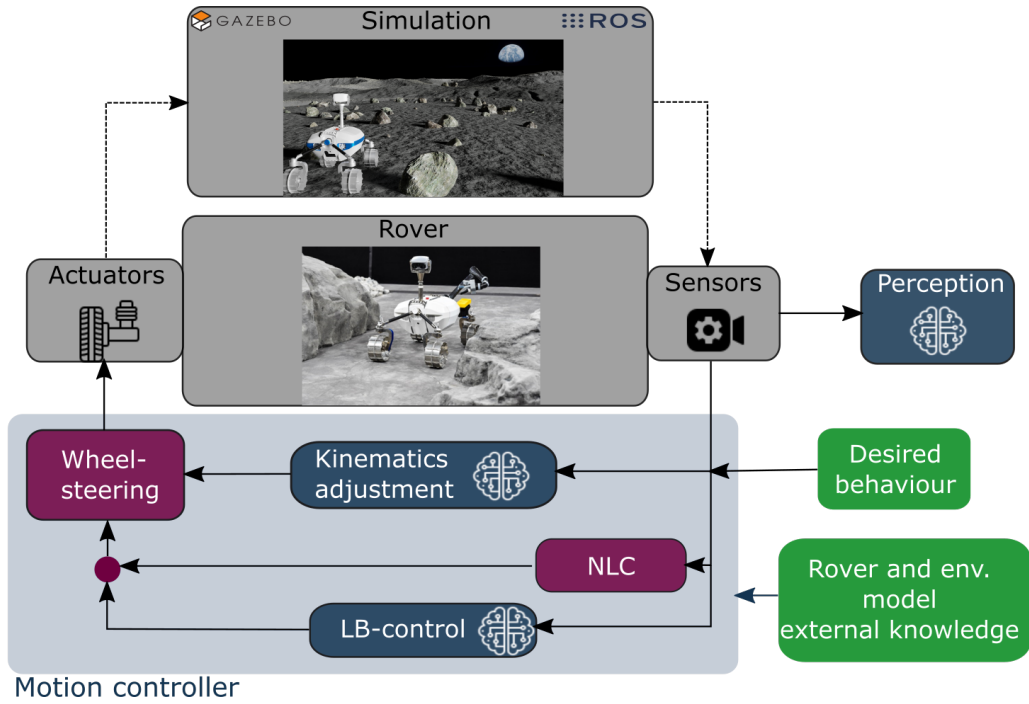 GAZEBO
Simulation
ROS
Rover
Actuators
Sensors
Perception
Wheel-
steering
Kinematics
adjustment
Desired
behaviour
NLC
Rover and env.
model
external knowledge
LB-control
Motion controller